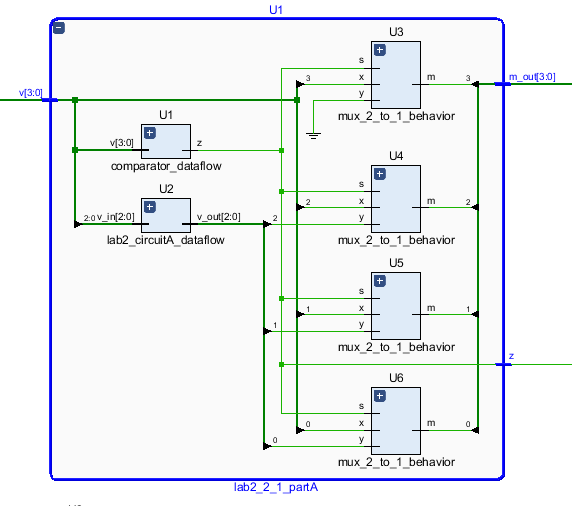 U1
v[3:0]
U3
s
x
y
3
m
3
m_out[3:0]
mux_2_to_1_behavior
U1
v[3:0]
z
comparator_dataflow
U2
2:0 v_in[2:0]
v_out[2:0]
lab2_circuitA_dataflow
U4
s
2
x
2
y
m
2
mux_2_to_1_behavior
U5
s
1
x
1
y
m
1
mux_2_to_1_behavior
z
U6
s
0
x
0
y
m
0
mux_2_to_1_behavior
lab2_2_1_partA